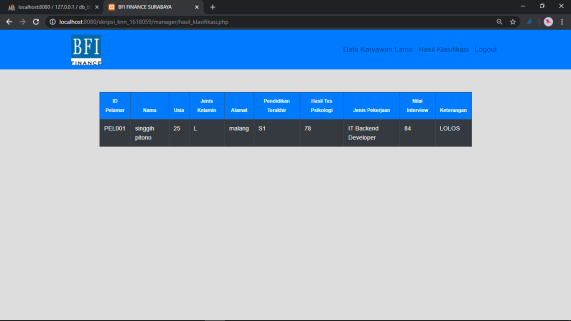 localhost:8080 / 127.0.0.1 / db_b
BFI FINANCE SURABAYA
localhost:8080/skripsi_knn_1618059/manager/hasil_klasifikasi.php
BFI
FINANCE
Data Karyawan Lama Hasil Klasifikasi Logout
ID Pelamar Nama Usia Jenis Kelamin Alamat Pendidikan Terakhir Hasil Tes Psikologi Jenis Pekerjaan Nilai Interview Keterangan
PEL001 singgih pitono 25 L malang S1 78 IT Backend Developer 84 LOLOS